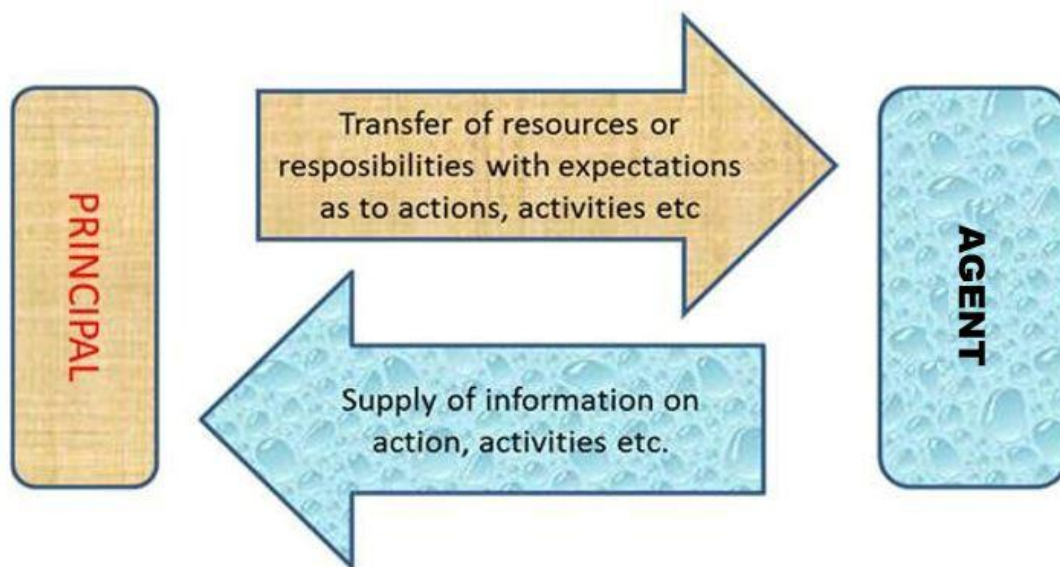 PRINCIPAL
Transfer of resources or
resposibilities with expectations
as to actions, activities etc
Supply of information on
action, activities etc.
AGENT